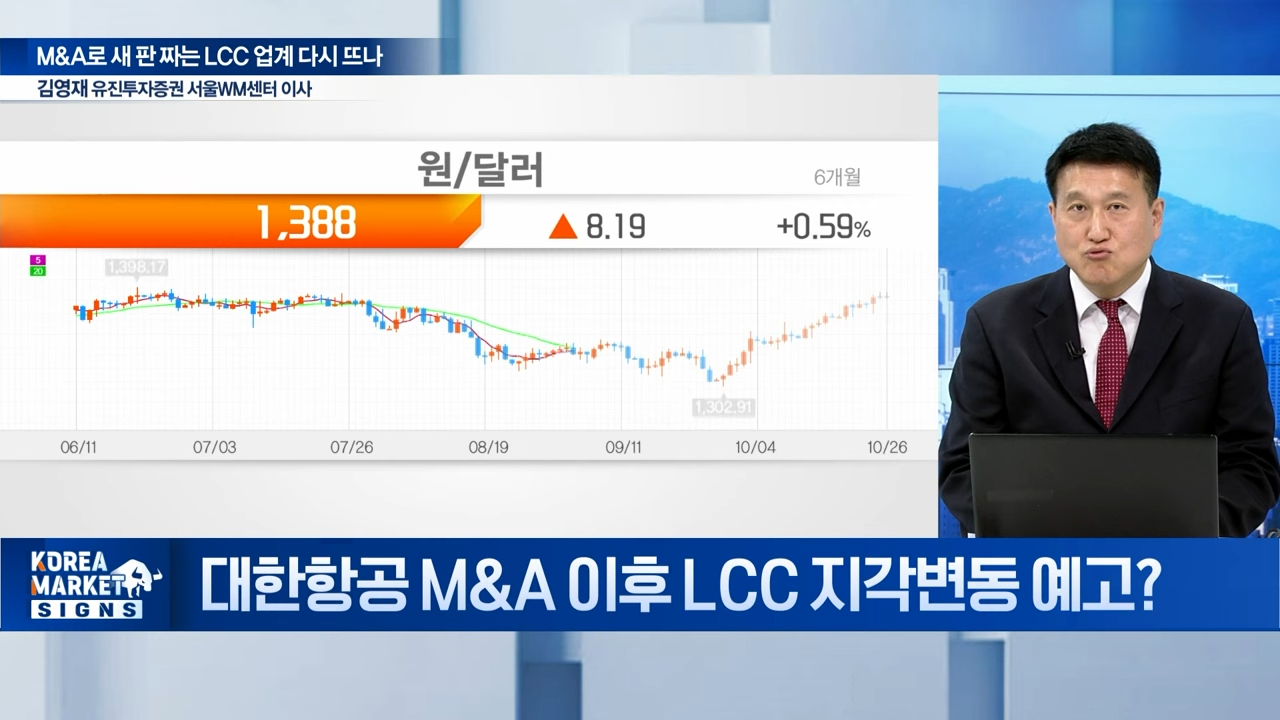 M&A로 새 판 짜는 LCC 업계 다시 뜨나
김영재 유진투자증권 서울WM센터 이사
원/달러
6개월
1,388
▲ 8.19
+0.59%
5
20
1,398.17
1,302.91
06/11 07/03 07/26 08/19 09/11 10/04 10/26
KOREA
MARKET
SIGNS
대한항공 M&A 이후 LCC 지각변동 예고?